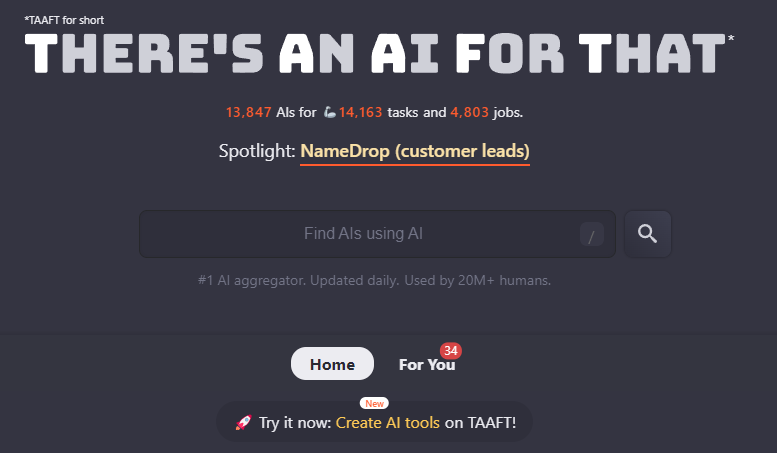 *TAAFT for short
THERE'S AN AI FOR THAT*
13,847 AIs for 🦾14,163 tasks and 4,803 jobs.
Spotlight: NameDrop (customer leads)
Find AIs using AI /
#1 AI aggregator. Updated daily. Used by 20M+ humans.
34
Home For You
New
🚀 Try it now: Create AI tools on TAAFT!